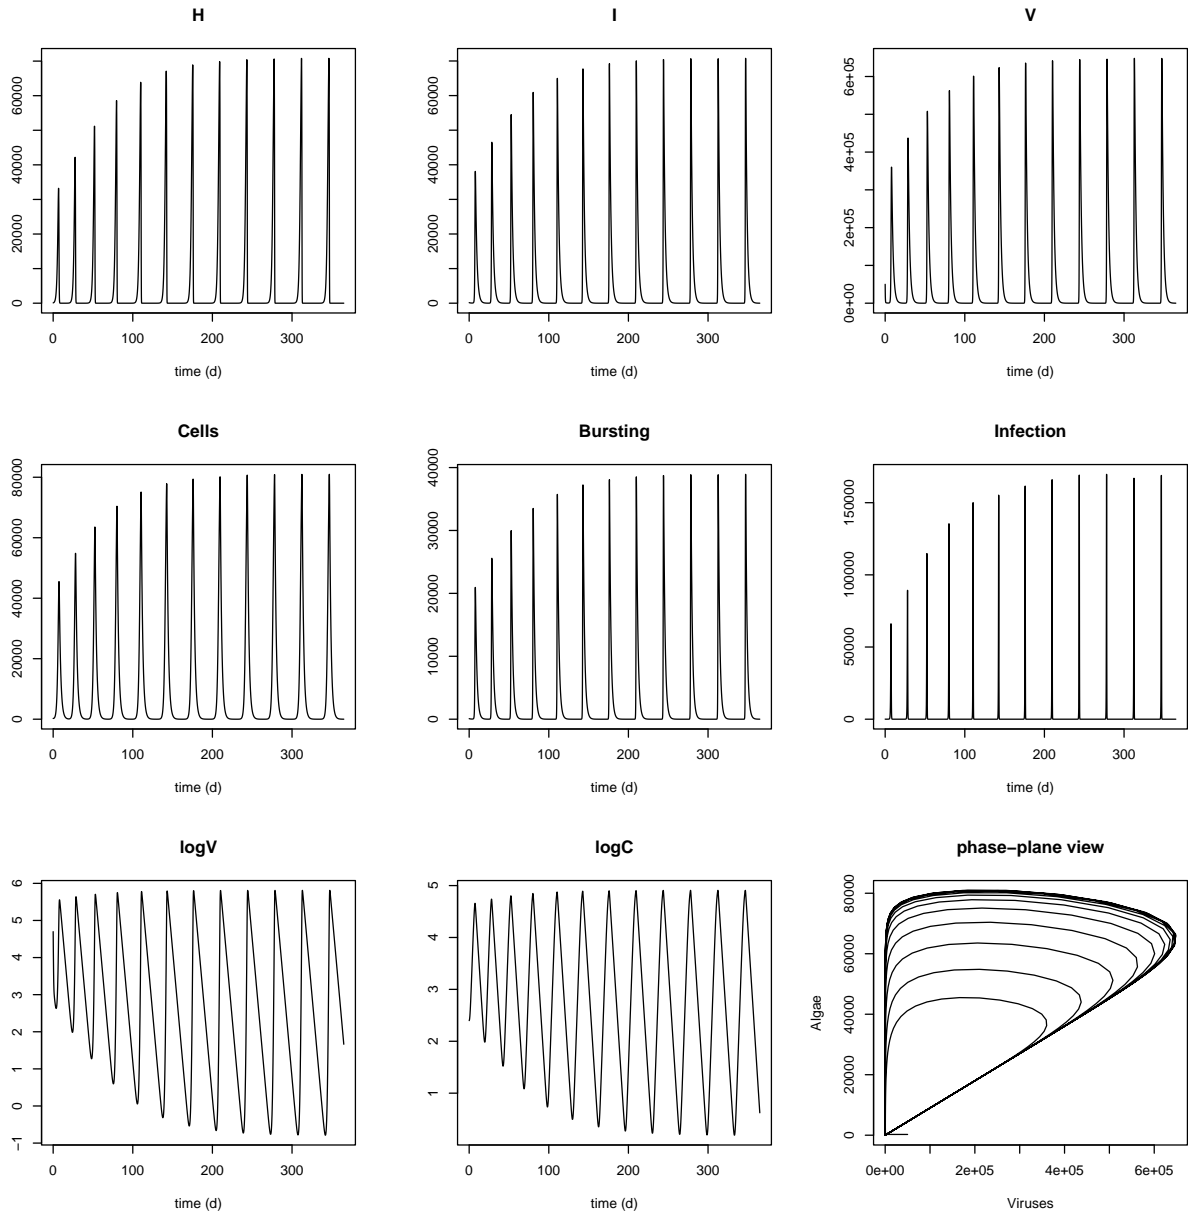 H
0
20000
40000
60000
0
100
200
300
time (d)
I
0
20000
40000
60000
0
100
200
300
time (d)
V
0e+00
2e+05
4e+05
6e+05
0
100
200
300
time (d)
Cells
0
20000
40000
60000
80000
0
100
200
300
time (d)
Bursting
0
10000
20000
30000
40000
0
100
200
300
time (d)
Infection
0
50000
100000
150000
0
100
200
300
time (d)
logV
−1
0
1
2
3
4
5
6
0
100
200
300
time (d)
logC
1
2
3
4
5
0
100
200
300
time (d)
phase−plane view
Algae
0
20000
40000
60000
80000
0e+00
2e+05
4e+05
6e+05
Viruses